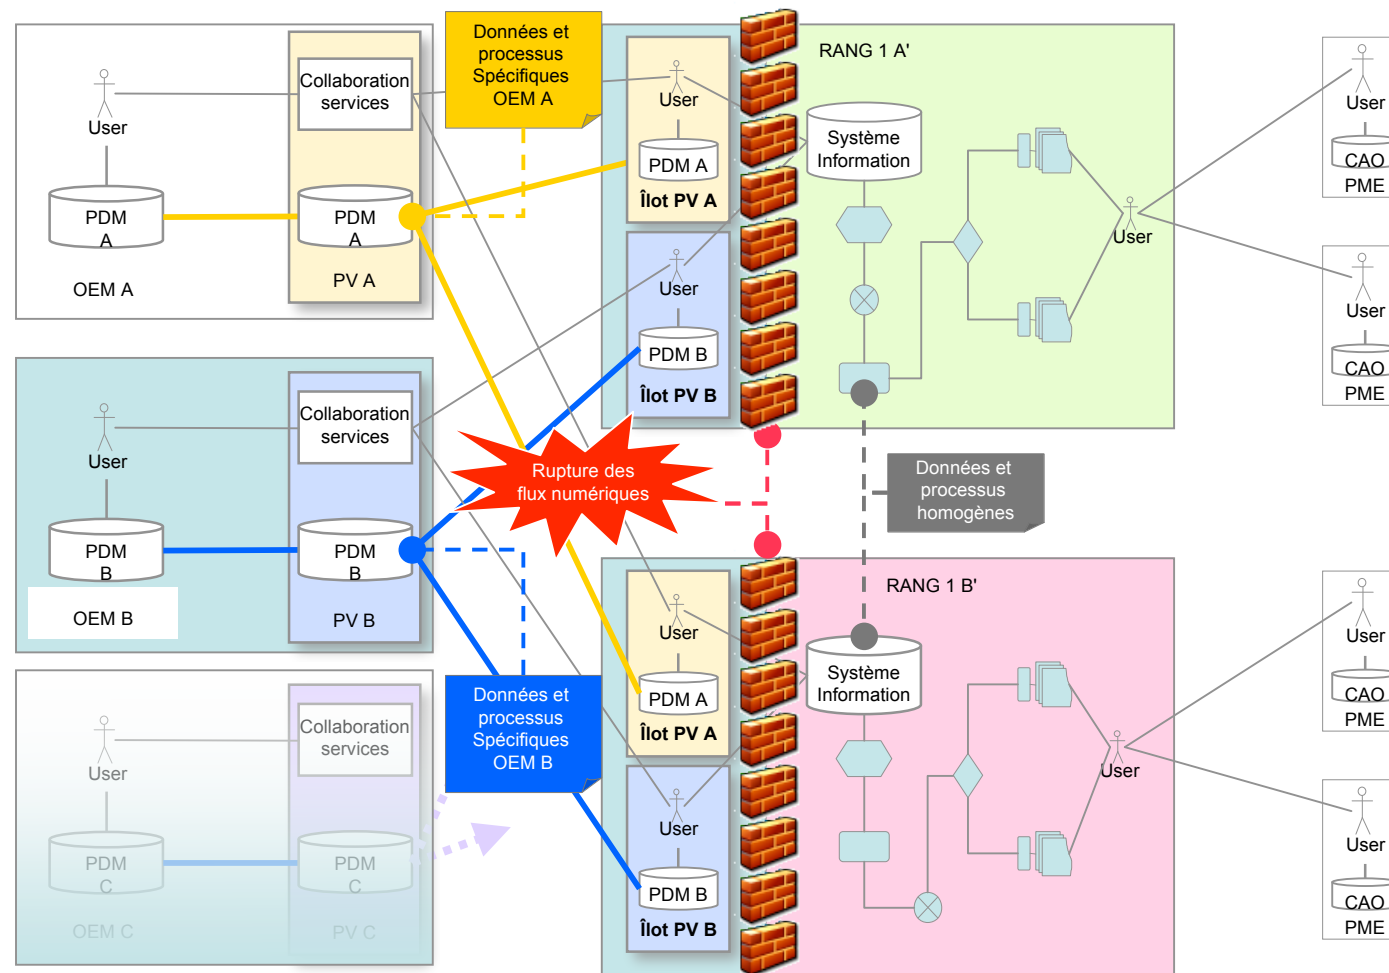 User
Collaboration
services
PDM
A
PDM
A
OEM A
PV A
Données et
processus
Spécifiques
OEM A
User
PDM A
Îlot PV A
User
PDM B
Îlot PV B
RANG 1 A'
Système
Information
User
User
CAO
PME
User
CAO
PME
User
Collaboration
services
PDM
B
PDM
B
OEM B
PV B
Rupture des
flux numériques
Données et
processus
homogènes
User
Collaboration
services
PDM
C
PDM
C
OEM C
PV C
Données et
processus
Spécifiques
OEM B
User
PDM A
Îlot PV A
User
PDM B
Îlot PV B
RANG 1 B'
Système
Information
User
User
CAO
PME
User
CAO
PME